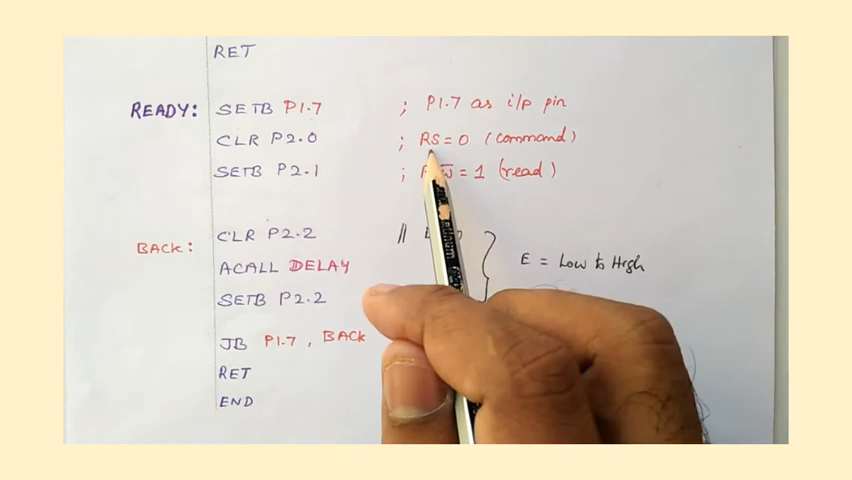 RET
READY: SETB P1.7 ; P1.7 as i/p pin
CLR P2.0 ; RS = 0 (command)
SETB P2.1 ; = 1 (read)
BACK: CLR P2.2 //
ACALL DELAY E = Low to High
SETB P2.2
JB P1.7, BACK
RET
END